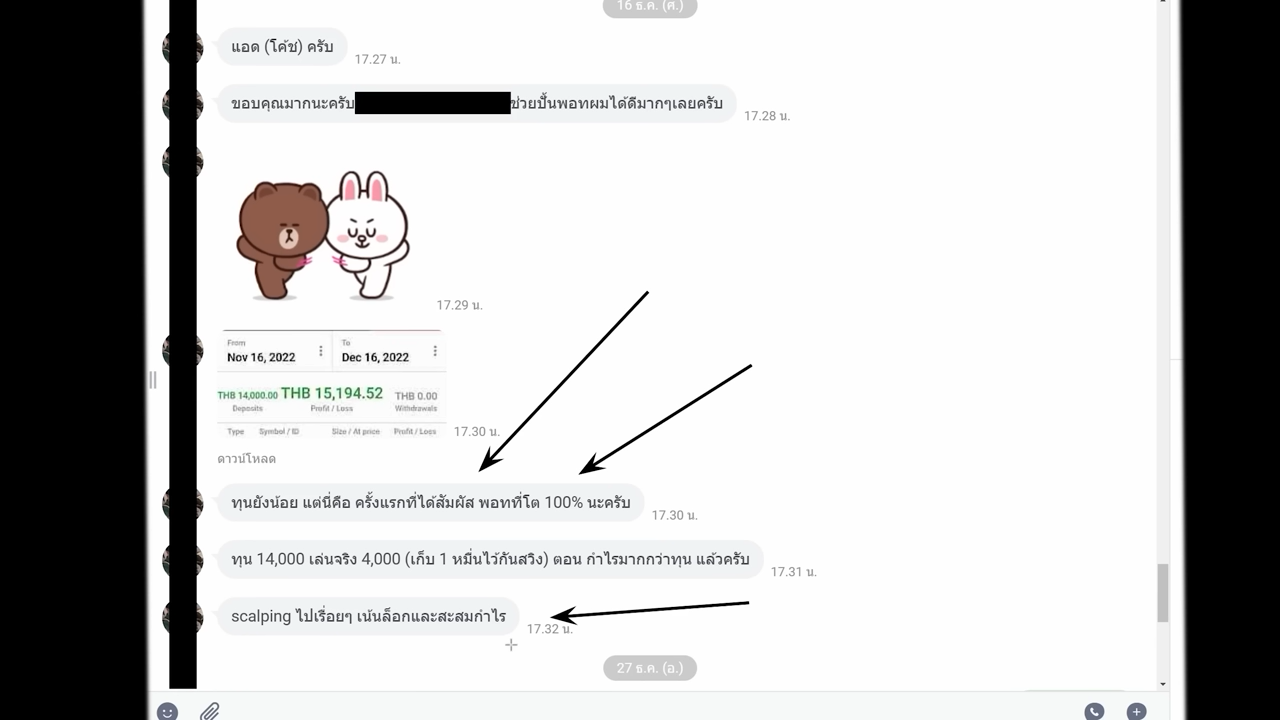 16 ธ.ค. (ศ.)
แอด (โค้ช) ครับ
17.27 น.
ขอบคุณมากนะครับ
ช่วยปั้นพอทผมได้ดีมากๆเลยครับ
17.28 น.
17.29 น.
From
To
Nov 16, 2022
Dec 16, 2022
THB 14,000.00 THB 15,194.52 THB 0.00
Deposits Profit / Loss Withdrawals
Type Symbol / ID Size / At price Profit / Loss
17.30 น.
ดาวน์โหลด
ทุนยังน้อย แต่นี่คือ ครั้งแรกที่ได้สัมผัส พอทที่โต 100% นะครับ
17.30 น.
ทุน 14,000 เล่นจริง 4,000 (เก็บ 1 หมื่นไว้กันสวิง) ตอน กำไรมากกว่าทุน แล้วครับ
17.31 น.
scalping ไปเรื่อยๆ เน้นล็อกและสะสมกำไร
17.32 น.
27 ธ.ค. (อ.)